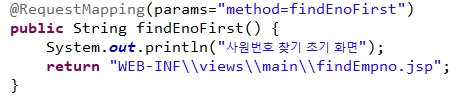 @RequestMapping(params="method=findEnoFirst")
public String findEnoFirst() {
System.out.println("사원번호 찾기 초기 화면");
return "WEB-INF\\views\\main\\findEmpno.jsp";
}